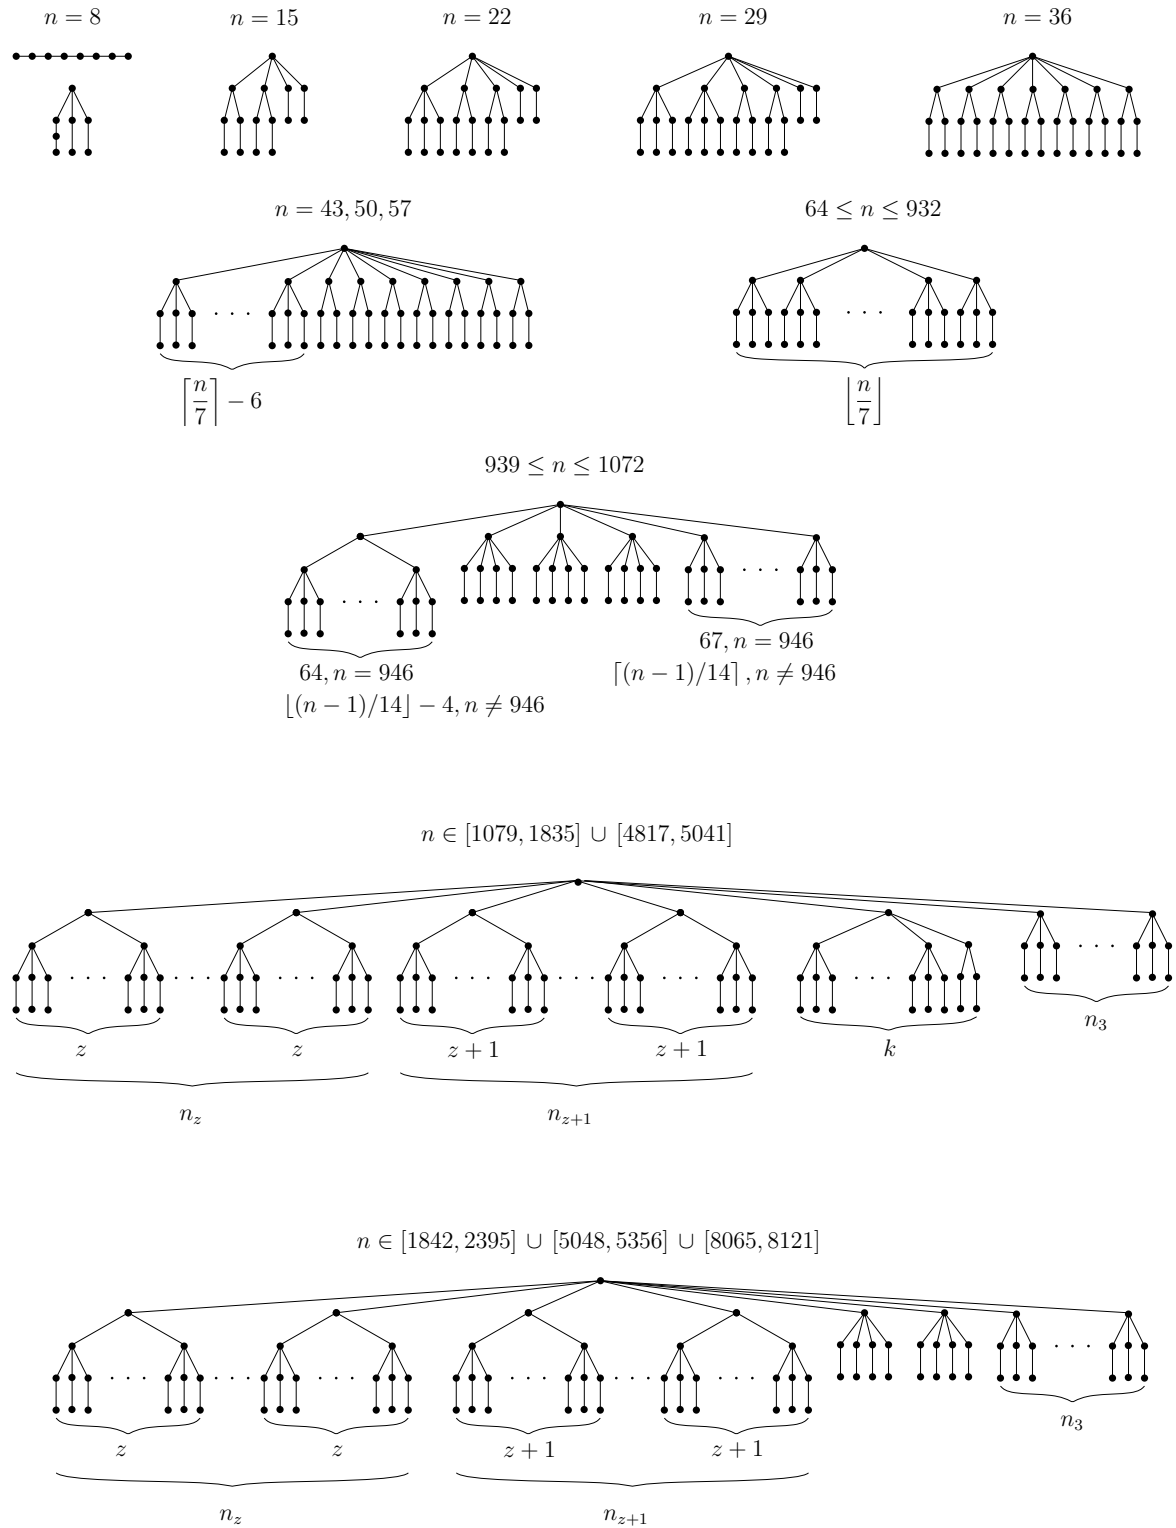 n = 8
n = 15
n = 22
n = 29
n = 36
n = 43, 50, 57
64 ≤ n ≤ 932
⌈n/7⌉ − 6
⌊n/7⌋
939 ≤ n ≤ 1072
67, n = 946
64, n = 946
⌈(n − 1)/14⌉ , n ≠ 946
⌊(n − 1)/14⌋ − 4, n ≠ 946
n ∈ [1079, 1835] ∪ [4817, 5041]
n₃
z z z + 1 z + 1 k
n_z n_{z+1}
n ∈ [1842, 2395] ∪ [5048, 5356] ∪ [8065, 8121]
n₃
z z z + 1 z + 1
n_z n_{z+1}